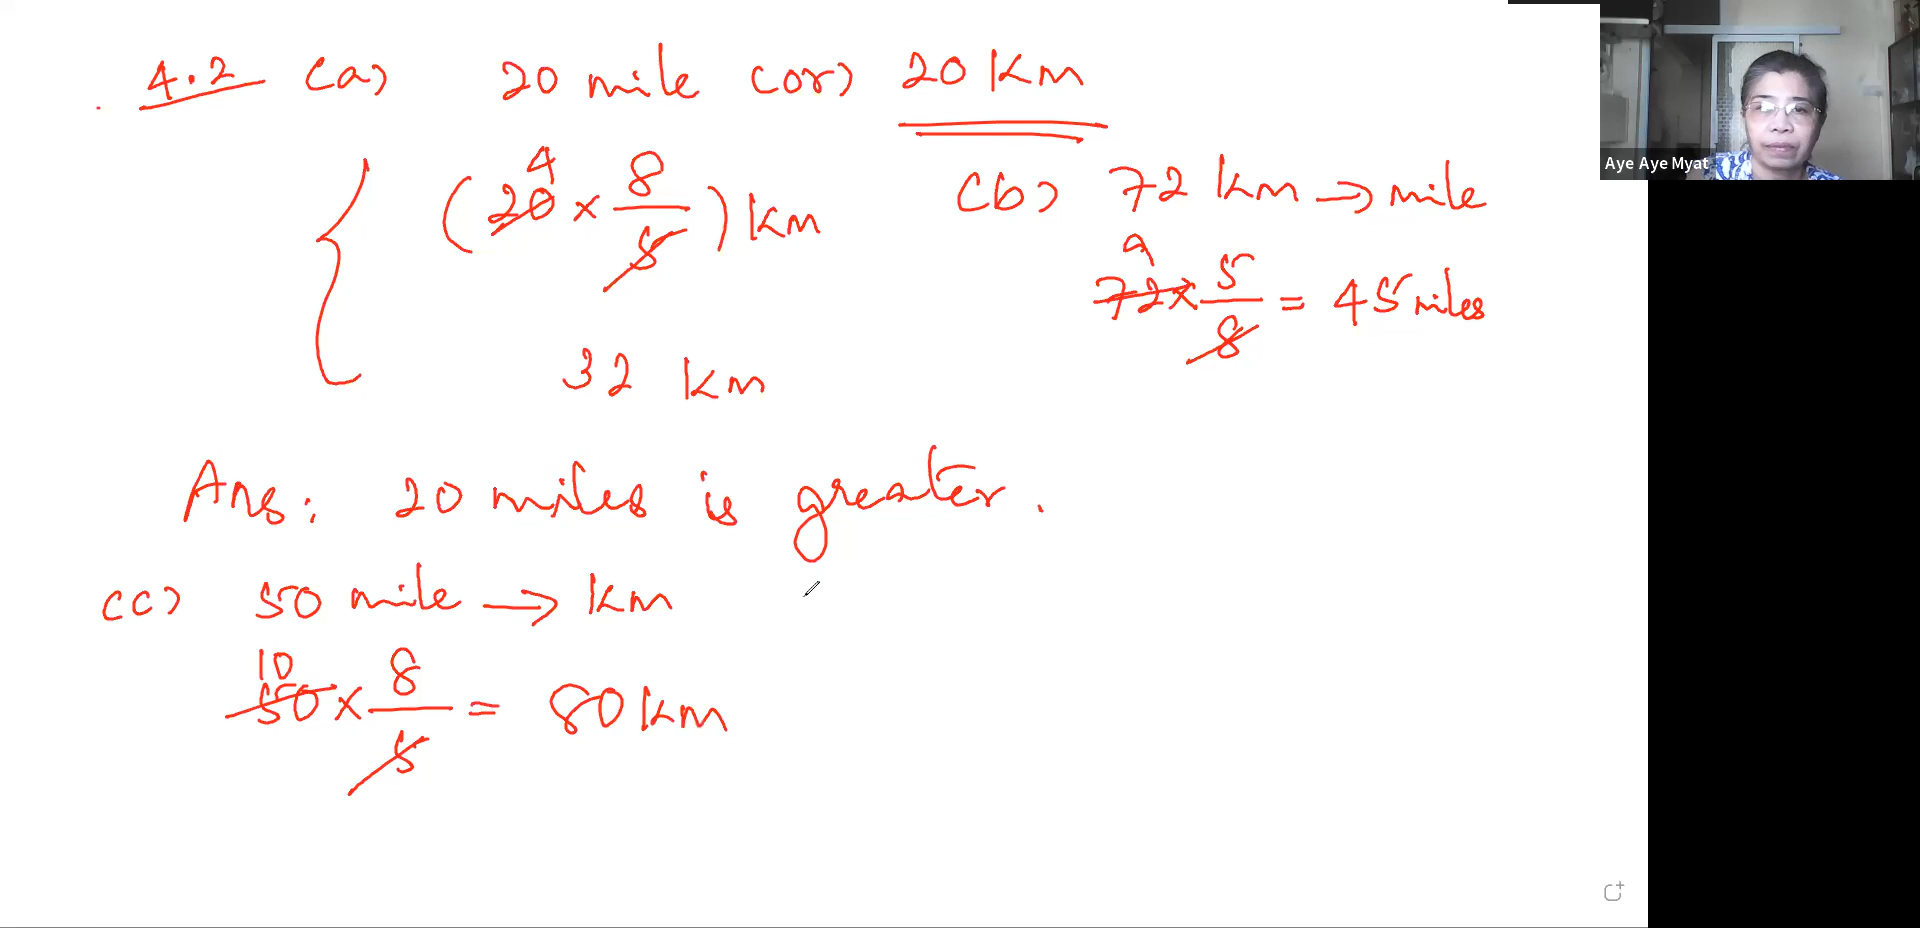 4.2 (a) 20 mile (or) 20 km
4
(20 × 8/5) km
32 km
(b) 72 km → mile
9
72 × 5/8 = 45 miles
Ans: 20 miles is greater.
(c) 50 mile → km
10
50 × 8/5 = 80 km
Aye Aye Myat